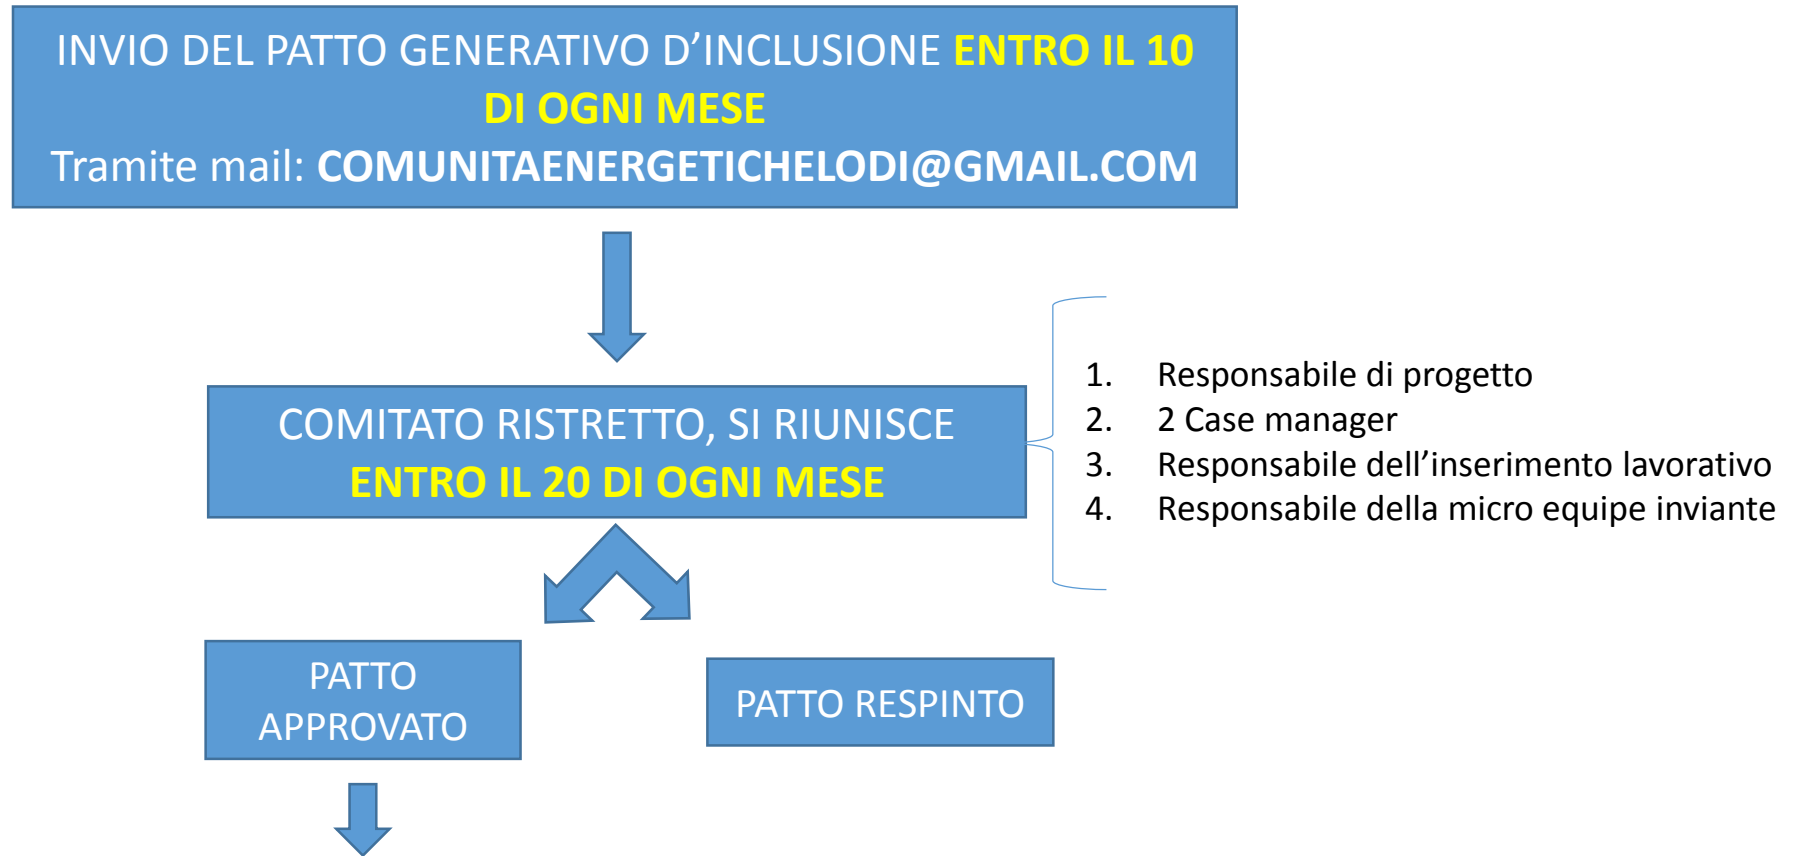 INVIO DEL PATTO GENERATIVO D’INCLUSIONE ENTRO IL 10
DI OGNI MESE
Tramite mail: COMUNITAENERGETICHELODI@GMAIL.COM
COMITATO RISTRETTO, SI RIUNISCE
ENTRO IL 20 DI OGNI MESE
1. Responsabile di progetto
2. 2 Case manager
3. Responsabile dell’inserimento lavorativo
4. Responsabile della micro equipe inviante
PATTO
APPROVATO
PATTO RESPINTO